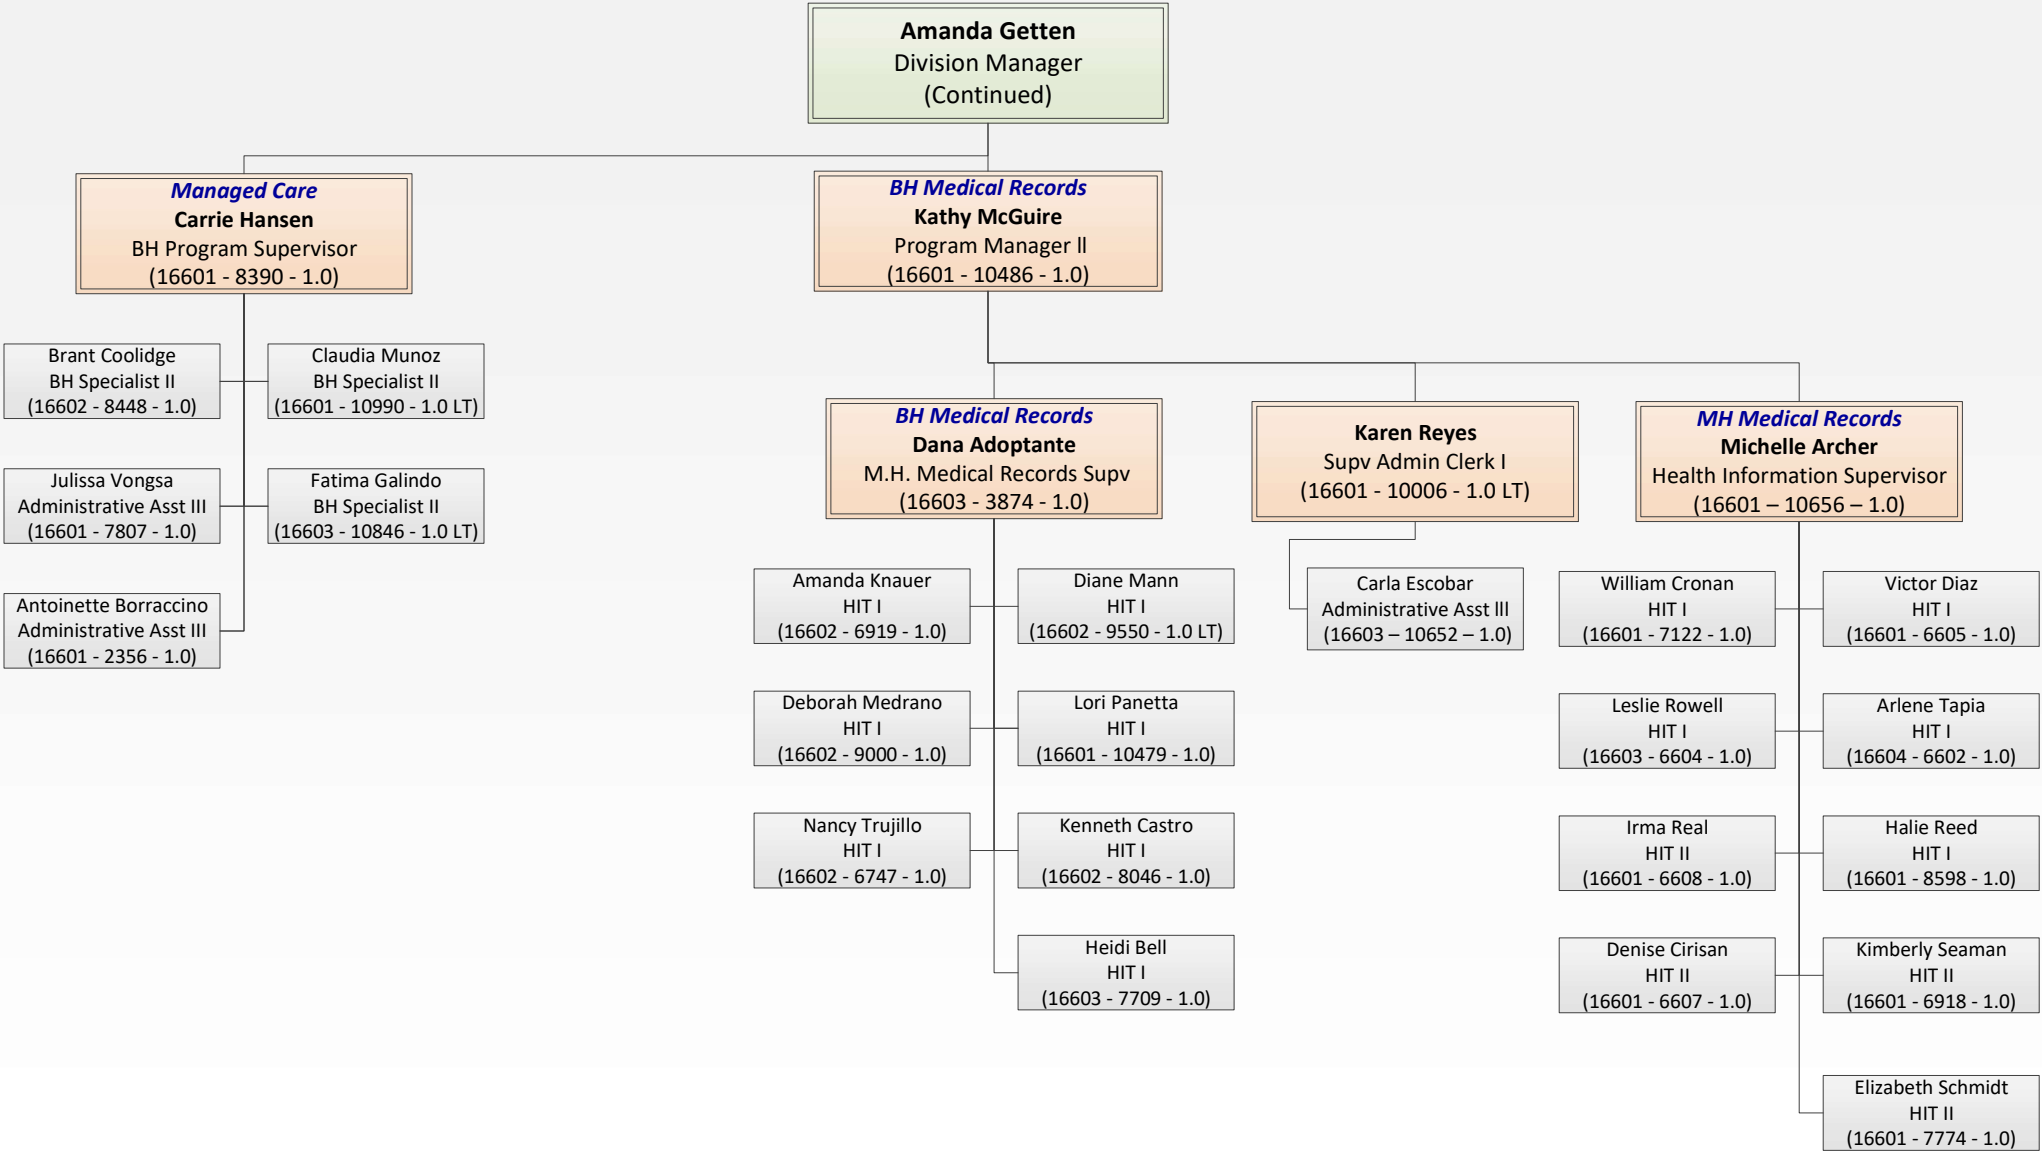 Amanda Getten
Division Manager
(Continued)
Managed Care
Carrie Hansen
BH Program Supervisor
(16601 - 8390 - 1.0)
BH Medical Records
Kathy McGuire
Program Manager ll
(16601 - 10486 - 1.0)
Brant Coolidge
BH Specialist II
(16602 - 8448 - 1.0)
Claudia Munoz
BH Specialist II
(16601 - 10990 - 1.0 LT)
Julissa Vongsa
Administrative Asst III
(16601 - 7807 - 1.0)
Fatima Galindo
BH Specialist II
(16603 - 10846 - 1.0 LT)
Antoinette Borraccino
Administrative Asst III
(16601 - 2356 - 1.0)
BH Medical Records
Dana Adoptante
M.H. Medical Records Supv
(16603 - 3874 - 1.0)
Karen Reyes
Supv Admin Clerk I
(16601 - 10006 - 1.0 LT)
MH Medical Records
Michelle Archer
Health Information Supervisor
(16601 – 10656 – 1.0)
Amanda Knauer
HIT I
(16602 - 6919 - 1.0)
Diane Mann
HIT I
(16602 - 9550 - 1.0 LT)
Deborah Medrano
HIT I
(16602 - 9000 - 1.0)
Lori Panetta
HIT I
(16601 - 10479 - 1.0)
Nancy Trujillo
HIT I
(16602 - 6747 - 1.0)
Kenneth Castro
HIT I
(16602 - 8046 - 1.0)
Heidi Bell
HIT I
(16603 - 7709 - 1.0)
Carla Escobar
Administrative Asst lll
(16603 – 10652 – 1.0)
William Cronan
HIT I
(16601 - 7122 - 1.0)
Victor Diaz
HIT I
(16601 - 6605 - 1.0)
Leslie Rowell
HIT I
(16603 - 6604 - 1.0)
Arlene Tapia
HIT I
(16604 - 6602 - 1.0)
Irma Real
HIT II
(16601 - 6608 - 1.0)
Halie Reed
HIT I
(16601 - 8598 - 1.0)
Denise Cirisan
HIT II
(16601 - 6607 - 1.0)
Kimberly Seaman
HIT II
(16601 - 6918 - 1.0)
Elizabeth Schmidt
HIT II
(16601 - 7774 - 1.0)